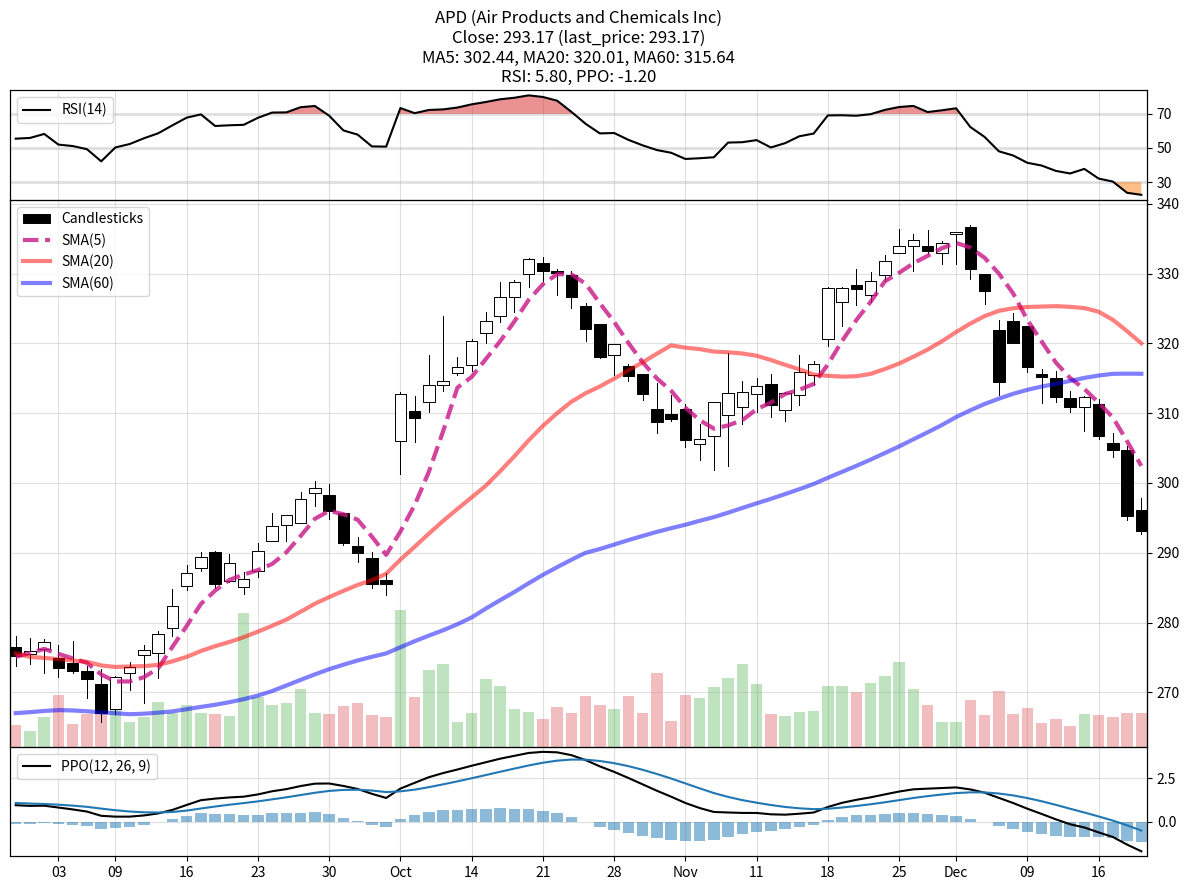 APD (Air Products and Chemicals Inc)
Close: 293.17 (last_price: 293.17)
MA5: 302.44, MA20: 320.01, MA60: 315.64
RSI: 5.80, PPO: -1.20
RSI(14)
70
50
30
Candlesticks
SMA(5)
SMA(20)
SMA(60)
340
330
320
310
300
290
280
270
PPO(12, 26, 9)
2.5
0.0
03 09 16 23 30 Oct 14 21 28 Nov 11 18 25 Dec 09 16